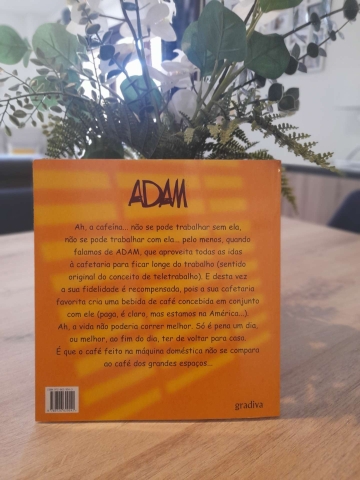 ADAM
Ah, a cafeína... não se pode trabalhar sem ela,
não se pode trabalhar com ela... pelo menos, quando
falamos de ADAM, que aproveita todas as idas
à cafetaria para ficar longe do trabalho (sentido
original do conceito de teletrabalho). E desta vez
a sua fidelidade é recompensada, pois a sua cafetaria
favorita cria uma bebida de café concebida em conjunto
com ele (paga, é claro, mas estamos na América...).
Ah, a vida não poderia correr melhor. Só é pena um dia,
ou melhor, ao fim do dia, ter de voltar para casa.
É que o café feito na máquina doméstica não se compara
ao café dos grandes espaços...
gradiva